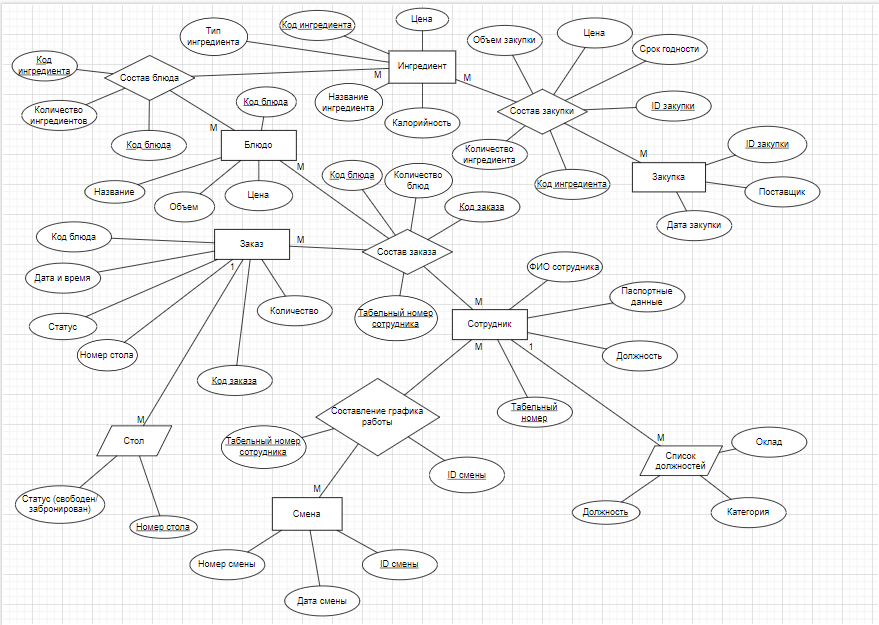 Код
ингредиента
Тип
ингредиента
Код ингредиента
Цена
Состав блюда
Ингредиент
М
М
Объем закупки
Цена
Срок годности
Количество
ингредиентов
Код блюда
Код блюда
М
Название
ингредиента
Калорийность
Состав закупки
ID закупки
Количество
ингредиента
Код ингредиента
М
Закупка
ID закупки
Поставщик
Дата закупки
Блюдо
М
Название
Объем
Цена
Код блюда
Количество
блюд
Код заказа
Код блюда
Заказ
М
1
Состав заказа
Дата и время
Статус
Номер стола
Количество
Код заказа
Табельный номер
сотрудника
М
Сотрудник
М
1
ФИО сотрудника
Паспортные
данные
Должность
Табельный
номер
М
Стол
Статус (свободен/
забронирован)
Номер стола
Составление графика
работы
Табельный номер
сотрудника
ID смены
М
Смена
Номер смены
Дата смены
ID смены
М
Список
должностей
Оклад
Должность
Категория